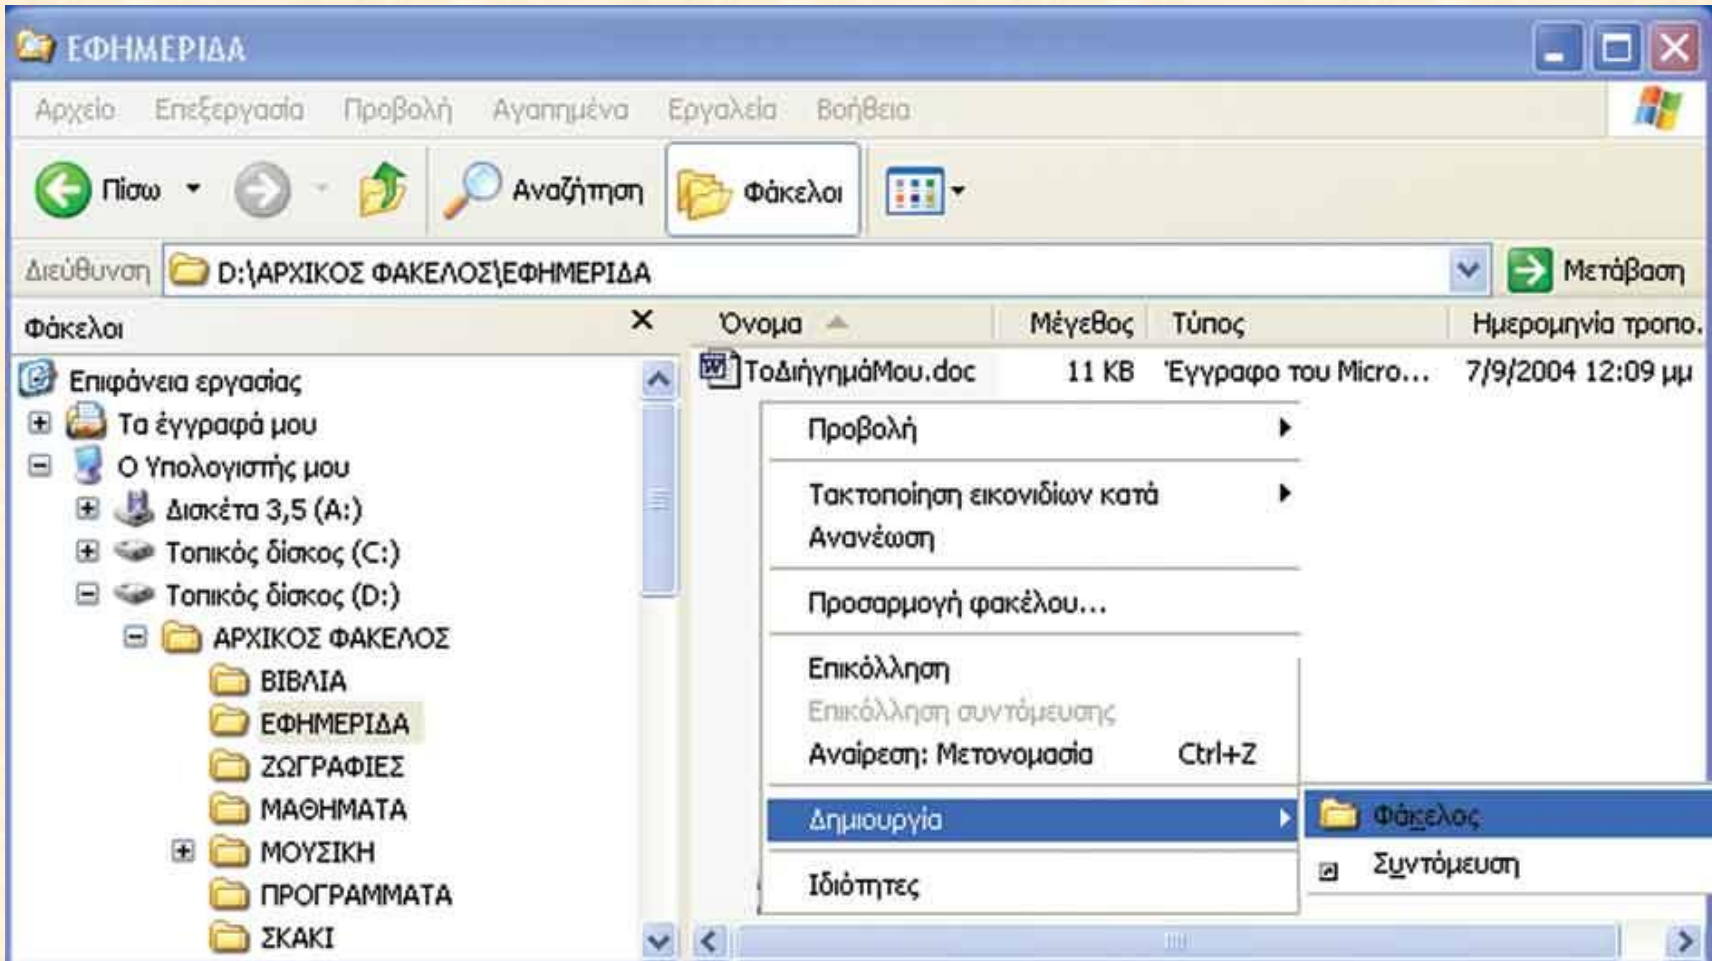 ΕΦΗΜΕΡΙΔΑ
Αρχείο Επεξεργασία Προβολή Αγαπημένα Εργαλεία Βοήθεια
Πίσω Αναζήτηση Φάκελοι
Διεύθυνση D:\ΑΡΧΙΚΟΣ ΦΑΚΕΛΟΣ\ΕΦΗΜΕΡΙΔΑ Μετάβαση
Φάκελοι
Επιφάνεια εργασίας
Τα έγγραφά μου
Ο Υπολογιστής μου
Δισκέτα 3,5 (A:)
Τοπικός δίσκος (C:)
Τοπικός δίσκος (D:)
ΑΡΧΙΚΟΣ ΦΑΚΕΛΟΣ
ΒΙΒΛΙΑ
ΕΦΗΜΕΡΙΔΑ
ΖΩΓΡΑΦΙΕΣ
ΜΑΘΗΜΑΤΑ
ΜΟΥΣΙΚΗ
ΠΡΟΓΡΑΜΜΑΤΑ
ΣΚΑΚΙ
Όνομα Μέγεθος Τύπος Ημερομηνία τροπο.
ΤοΔιήγημάΜου.doc 11 KB Έγγραφο του Micro... 7/9/2004 12:09 μμ
Προβολή
Τακτοποίηση εικονιδίων κατά
Ανανέωση
Προσαρμογή φακέλου...
Επικόλληση
Επικόλληση συντόμευσης
Αναίρεση: Μετονομασία Ctrl+Z
Δημιουργία
Ιδιότητες
Φάκελος
Συντόμευση